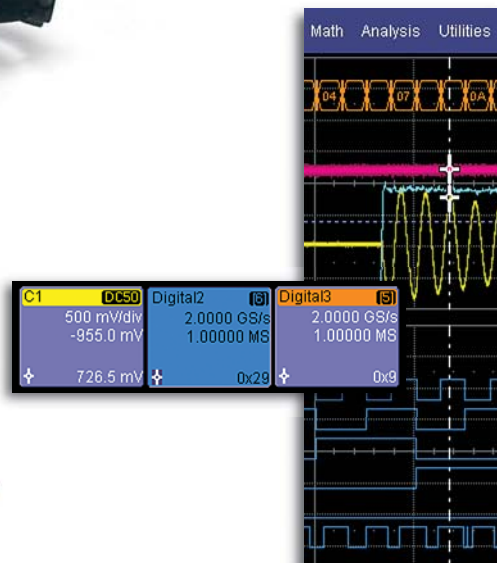 Math Analysis Utilities
04 07 0A
C1 DC50 Digital2 [6] Digital3 [5]
500 mV/div 2.0000 GS/s 2.0000 GS/s
-955.0 mV 1.00000 MS 1.00000 MS
726.5 mV 0x29 0x9